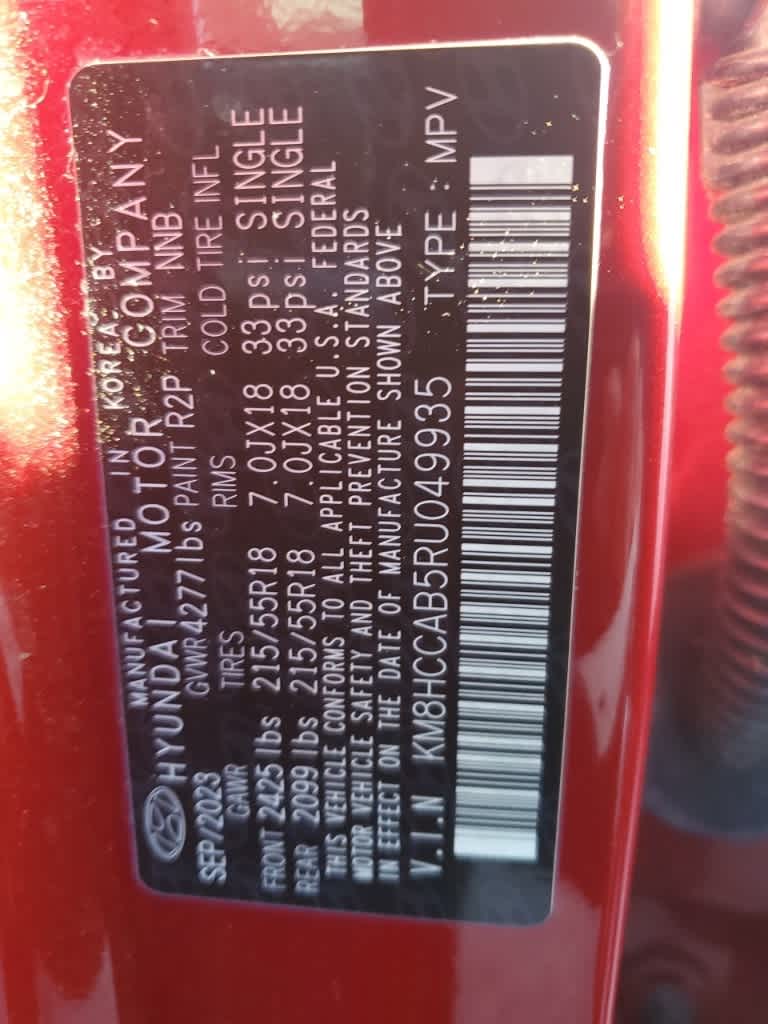 MANUFACTURED IN KOREA. BY
HYUNDAI MOTOR COMPANY
SEP/2023 GVWR 4277lbs PAINT R2P TRIM NNB
GAWR TIRES RIMS COLD TIRE INFL
FRONT 2425 lbs 215/55R18 7.0JX18 33psi SINGLE
REAR 2099 lbs 215/55R18 7.0JX18 33psi SINGLE
THIS VEHICLE CONFORMS TO ALL APPLICABLE U.S.A. FEDERAL
MOTOR VEHICLE SAFETY AND THEFT PREVENTION STANDARDS
IN EFFECT ON THE DATE OF MANUFACTURE SHOWN ABOVE
V.I.N KM8HCCAB5RU049935 TYPE : MPV